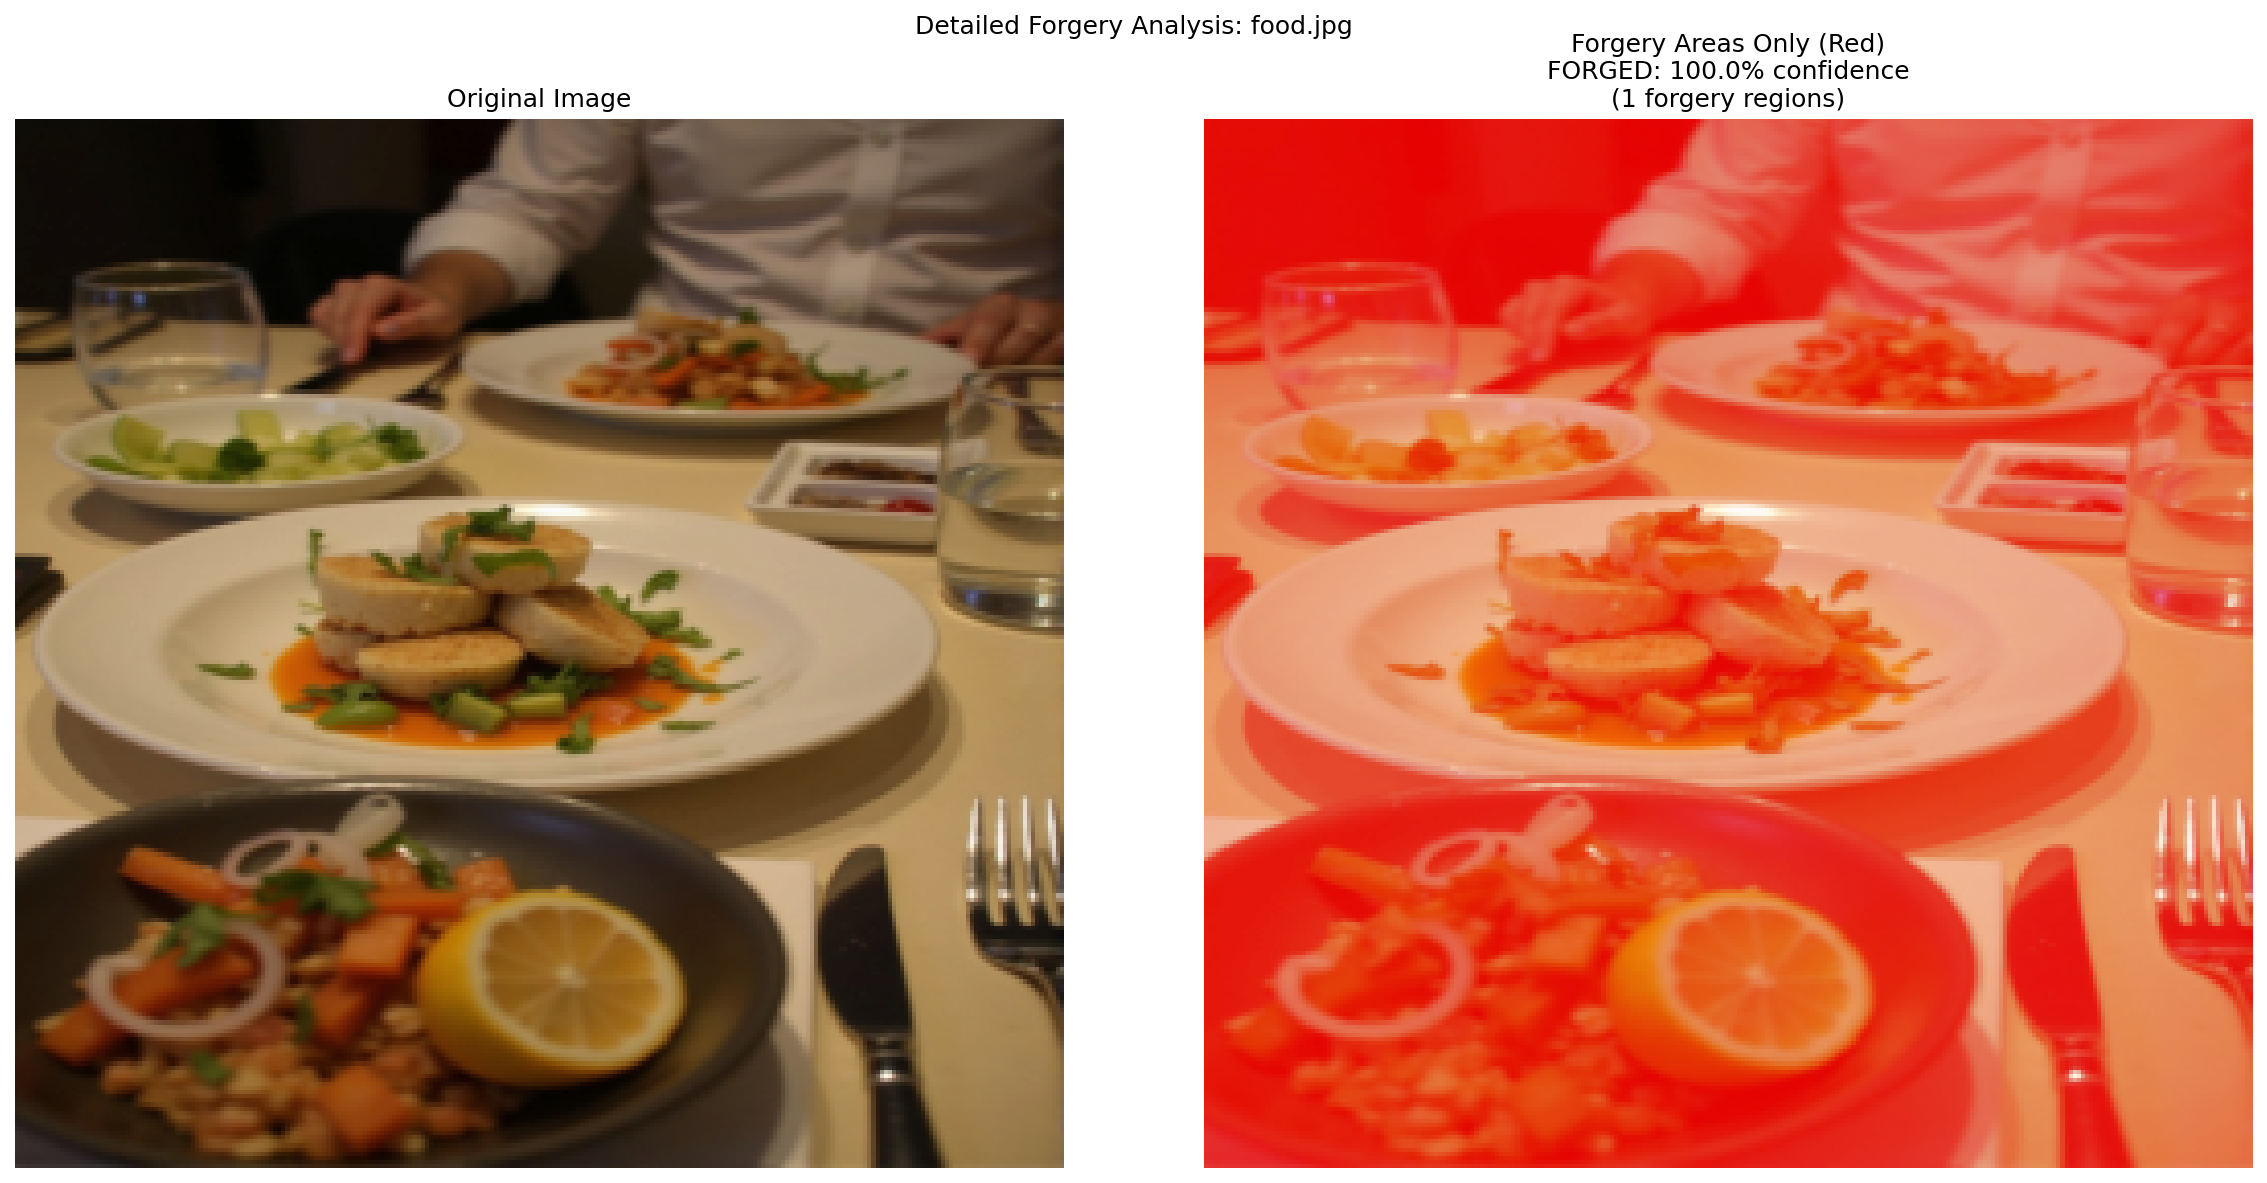 Detailed Forgery Analysis: food.jpg
Original Image
Forgery Areas Only (Red)
FORGED: 100.0% confidence
(1 forgery regions)